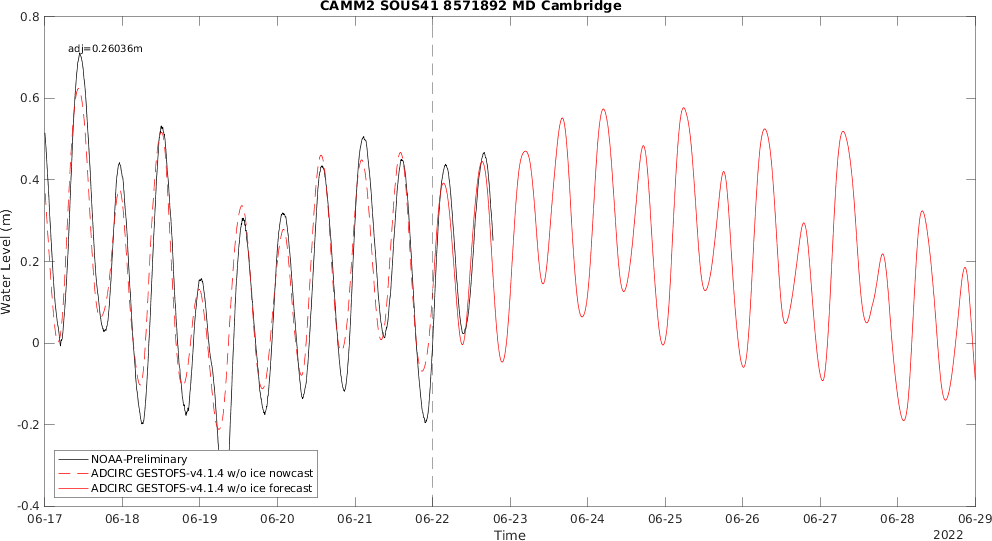 CAMM2 SOUS41 8571892 MD Cambridge
adj=0.26036m
0.8
0.6
0.4
0.2
0
-0.2
-0.4
Water Level (m)
NOAA-Preliminary
ADCIRC GESTOFS-v4.1.4 w/o ice nowcast
ADCIRC GESTOFS-v4.1.4 w/o ice forecast
06-17 06-18 06-19 06-20 06-21 06-22 06-23 06-24 06-25 06-26 06-27 06-28 06-29
Time
2022